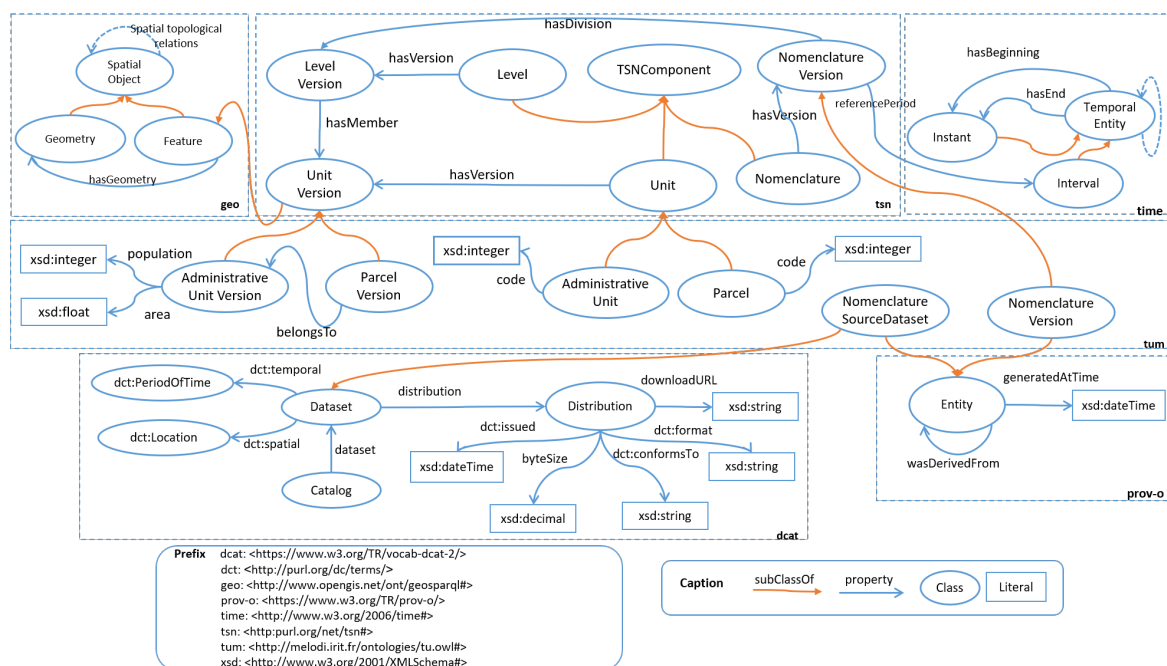 Spatial topological
relations
Spatial
Object
Geometry
Feature
hasGeometry
geo
hasDivision
Level
Version
hasVersion
Level
TSNComponent
Nomenclature
Version
hasMember
referencePeriod
hasVersion
Unit
Version
hasVersion
Unit
Nomenclature
tsn
hasBeginning
hasEnd
Temporal
Entity
Instant
Interval
time
xsd:integer
population
Administrative
Unit Version
Parcel
Version
xsd:float
area
belongsTo
xsd:integer
code
Administrative
Unit
Parcel
code
xsd:integer
Nomenclature
SourceDataset
Nomenclature
Version
tum
dct:PeriodOfTime
dct:temporal
Dataset
distribution
Distribution
downloadURL
xsd:string
dct:Location
dct:spatial
dataset
Catalog
dct:issued
xsd:dateTime
byteSize
xsd:decimal
dct:conformsTo
xsd:string
dct:format
xsd:string
dcat
Entity
generatedAtTime
xsd:dateTime
wasDerivedFrom
prov-o
Prefix dcat: <https://www.w3.org/TR/vocab-dcat-2/>
dct: <http://purl.org/dc/terms/>
geo: <http://www.opengis.net/ont/geosparql#>
prov-o: <https://www.w3.org/TR/prov-o/>
time: <http://www.w3.org/2006/time#>
tsn: <http:purl.org/net/tsn#>
tum: <http://melodi.irit.fr/ontologies/tu.owl#>
xsd: <http://www.w3.org/2001/XMLSchema#>
Caption subClassOf property Class Literal